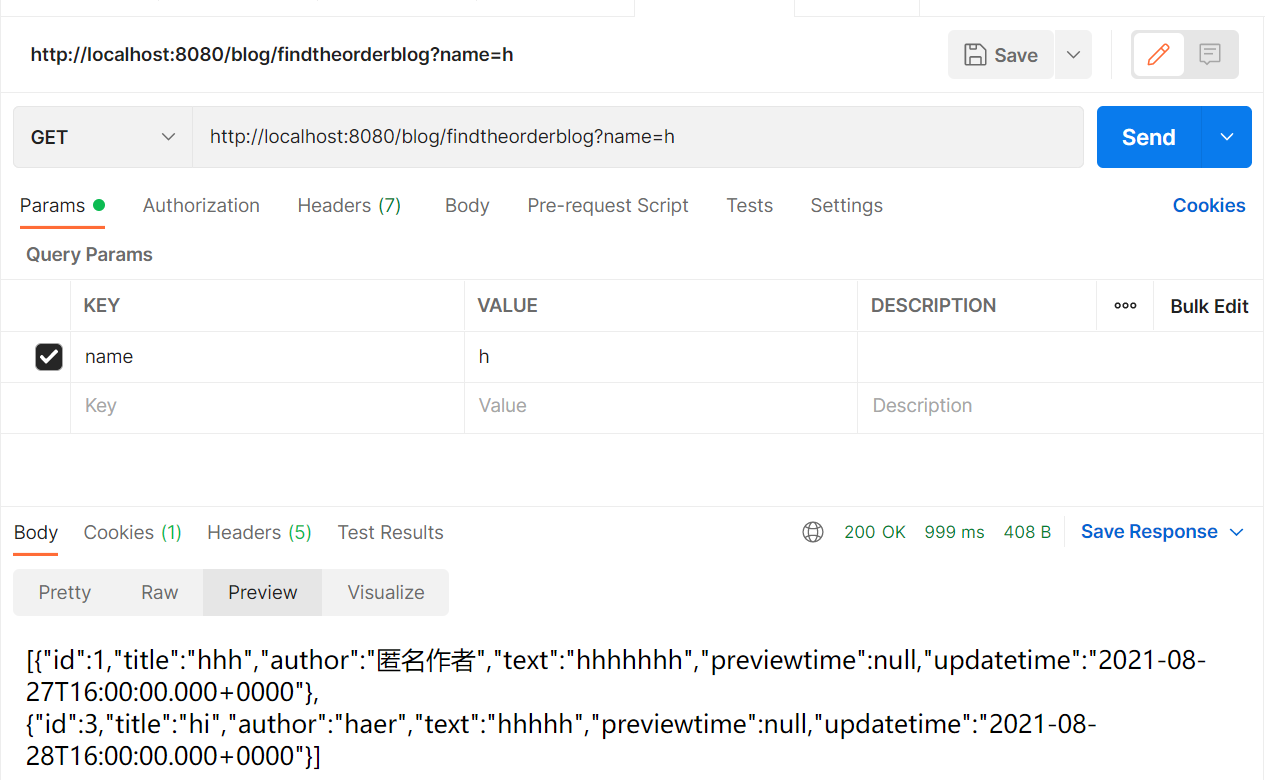 http://localhost:8080/blog/findtheorderblog?name=h
Save
GET
http://localhost:8080/blog/findtheorderblog?name=h
Send
Params
Authorization
Headers (7)
Body
Pre-request Script
Tests
Settings
Cookies
Query Params
KEY
VALUE
DESCRIPTION
Bulk Edit
name
h
Key
Value
Description
Body
Cookies (1)
Headers (5)
Test Results
200 OK
999 ms
408 B
Save Response
Pretty
Raw
Preview
Visualize
[{"id":1,"title":"hhh","author":"匿名作者","text":"hhhhhhh","previewtime":null,"updatetime":"2021-08-
27T16:00:00.000+0000"},
{"id":3,"title":"hi","author":"haer","text":"hhhhh","previewtime":null,"updatetime":"2021-08-
28T16:00:00.000+0000"}]